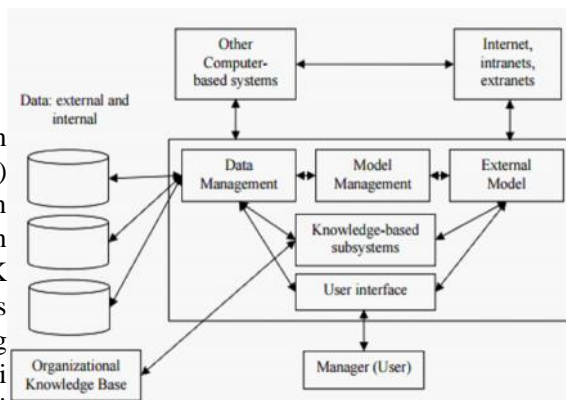 Other
Computer-
based systems
Internet,
intranets,
extranets
Data: external and
internal
Data
Management
Model
Management
External
Model
Knowledge-based
subsystems
User interface
Organizational
Knowledge Base
Manager (User)